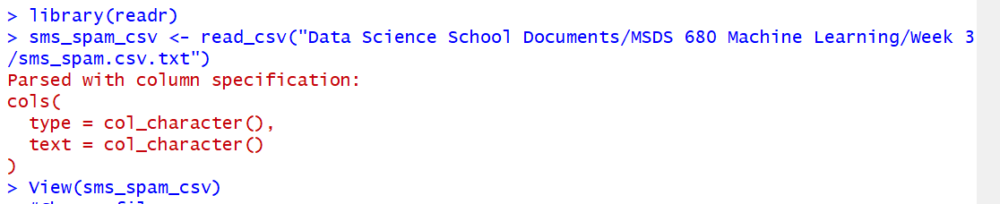 > library(readr)
> sms_spam_csv <- read_csv("Data Science School Documents/MSDS 680 Machine Learning/Week 3
/sms_spam.csv.txt")
Parsed with column specification:
cols(
  type = col_character(),
  text = col_character()
)
> View(sms_spam_csv)